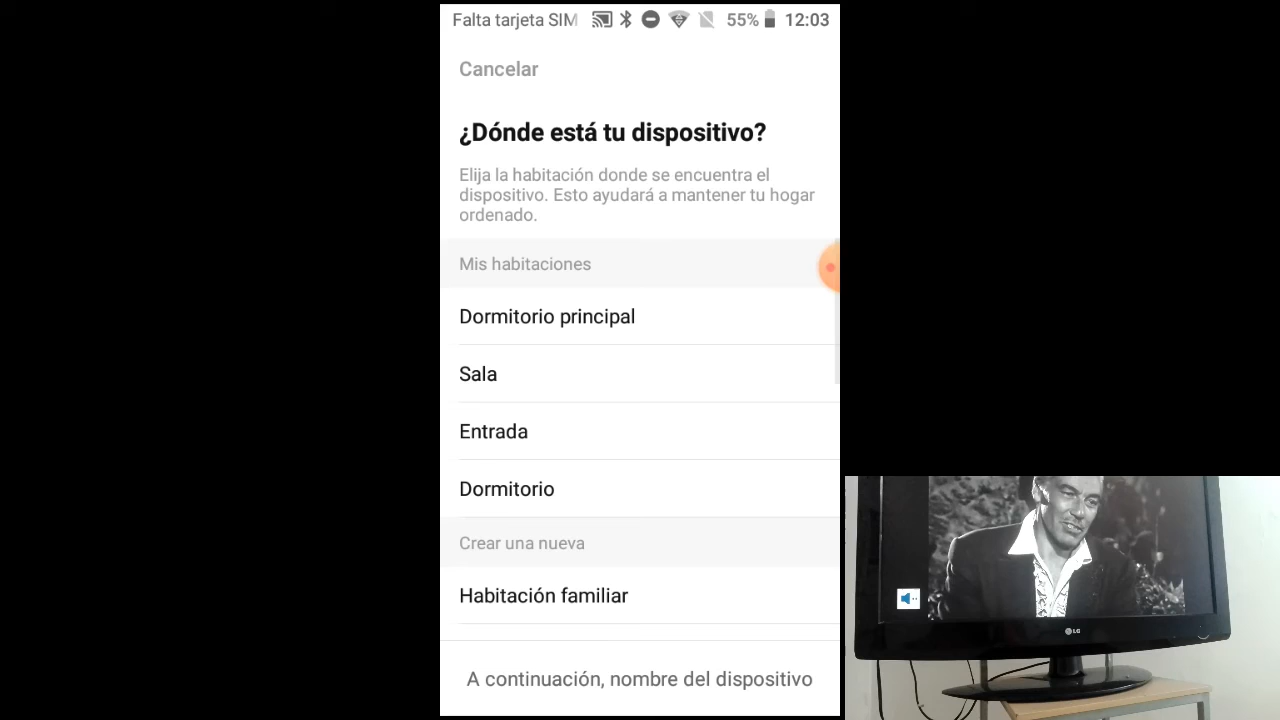 Falta tarjeta SIM 55% 12:03
Cancelar
¿Dónde está tu dispositivo?
Elija la habitación donde se encuentra el
dispositivo. Esto ayudará a mantener tu hogar
ordenado.
Mis habitaciones
Dormitorio principal
Sala
Entrada
Dormitorio
Crear una nueva
Habitación familiar
A continuación, nombre del dispositivo
LG